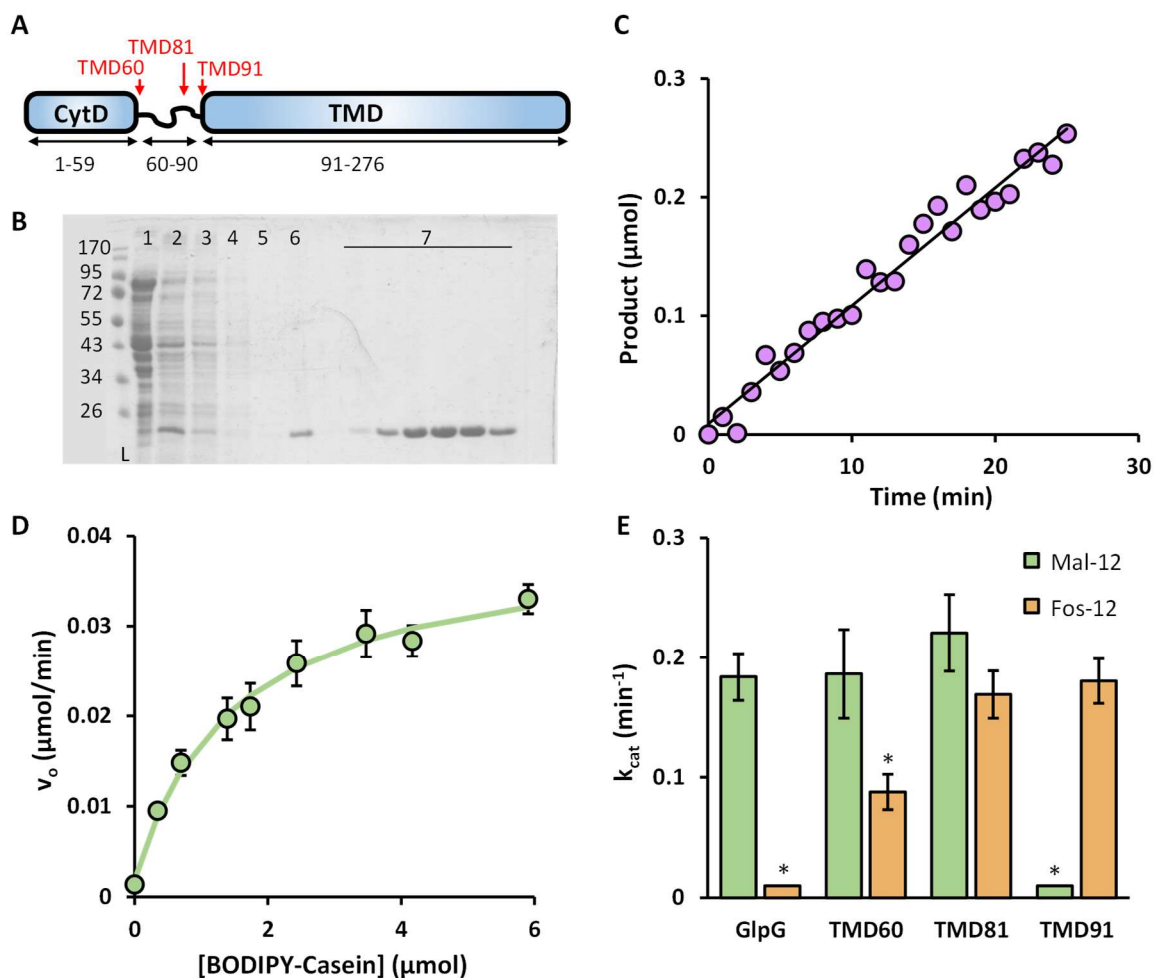 A
TMD81
TMD60
TMD91
CytD
TMD
1-59
60-90
91-276
B
1 2 3 4 5 6 7
170
95
72
55
43
34
26
L
C
0.3
0.2
0.1
0
Product (µmol)
0 10 20 30
Time (min)
D
0.04
0.03
0.02
0.01
0
vo (µmol/min)
0 2 4 6
[BODIPY-Casein] (µmol)
E
0.3
0.2
0.1
0
kcat (min-1)
Mal-12
Fos-12
*
*
*
GlpG TMD60 TMD81 TMD91